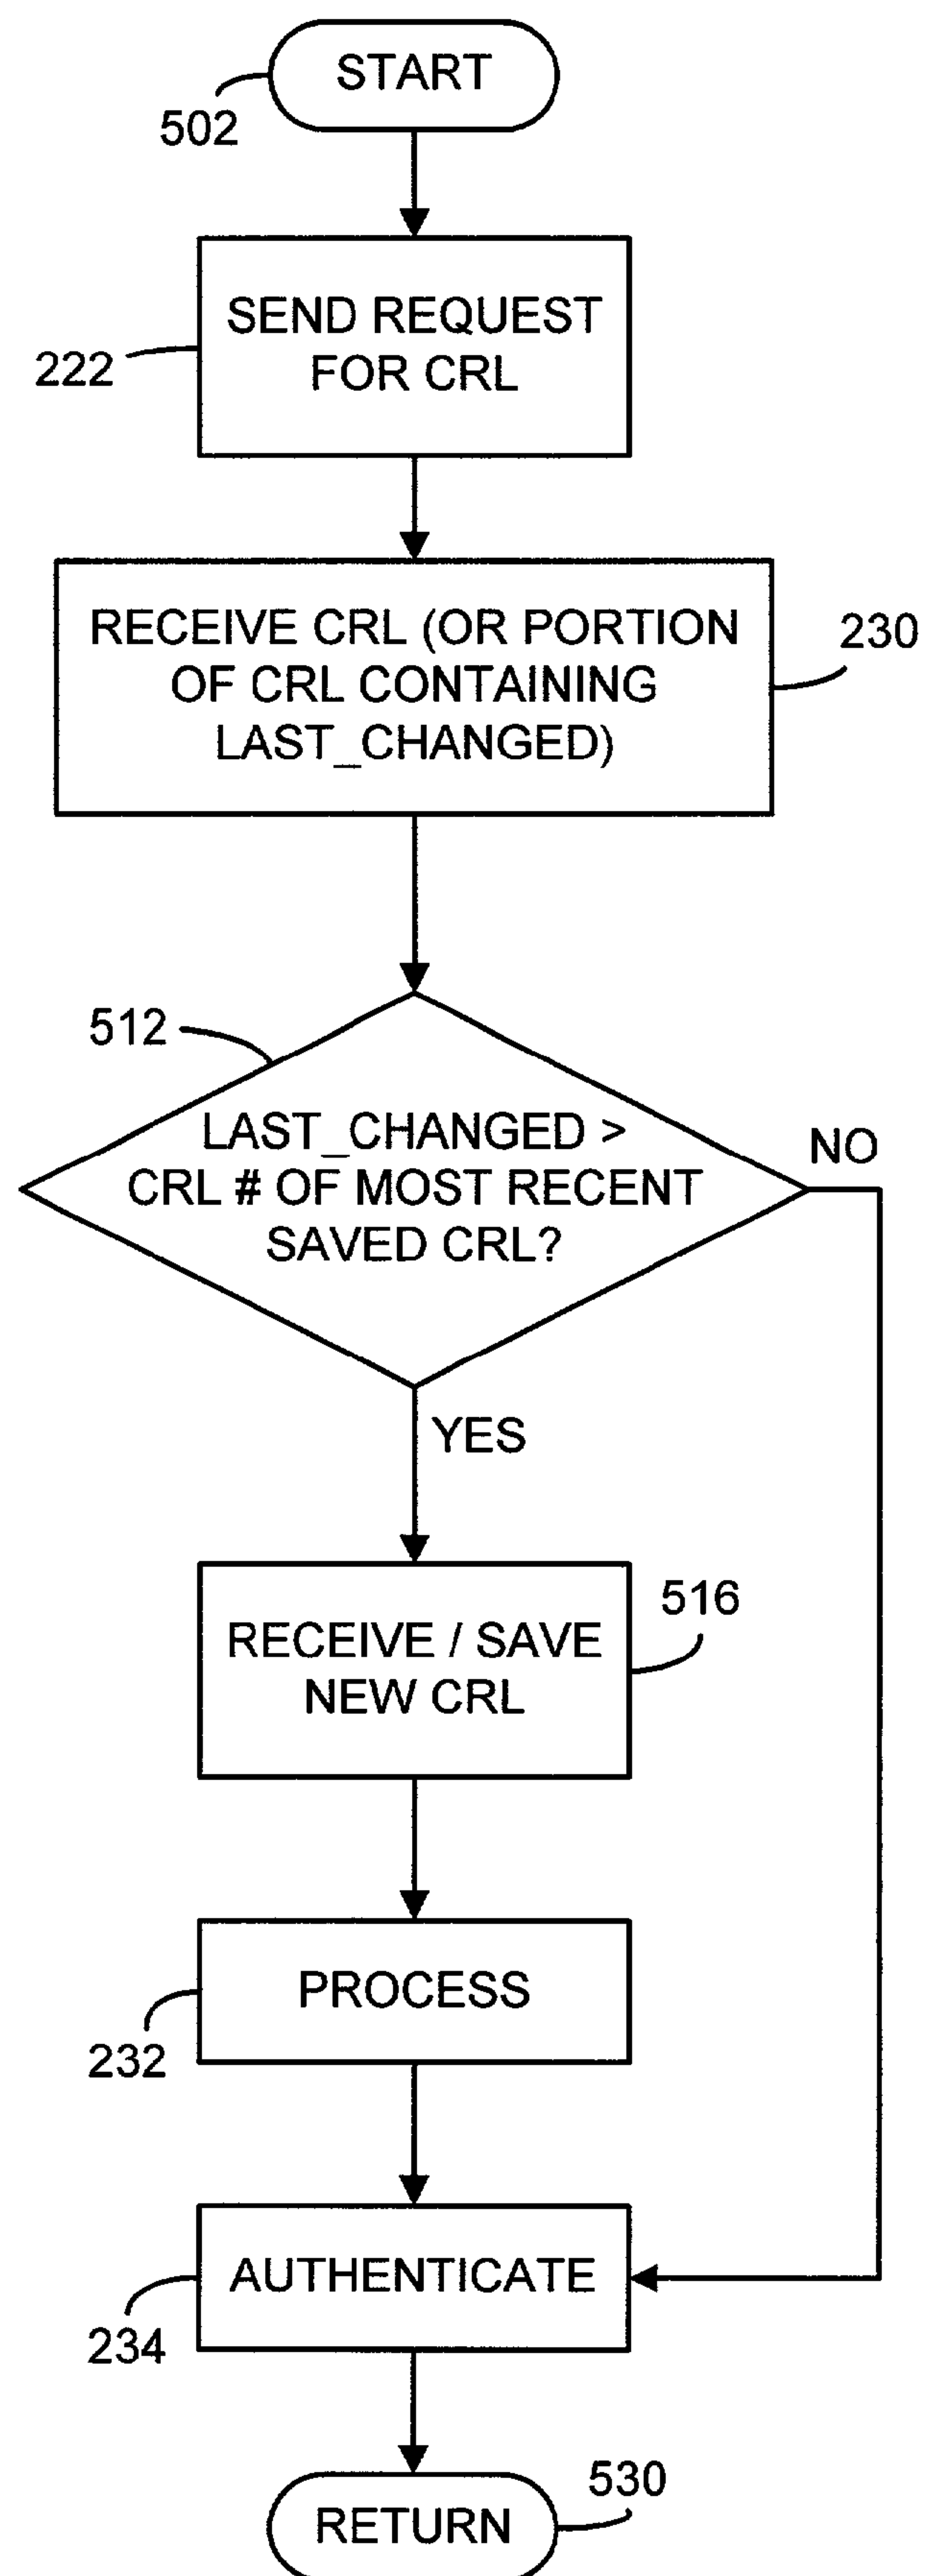 START
502
SEND REQUEST
FOR CRL
222
RECEIVE CRL (OR PORTION
OF CRL CONTAINING
LAST_CHANGED)
230
512
LAST_CHANGED >
CRL # OF MOST RECENT
SAVED CRL?
NO
YES
RECEIVE / SAVE
NEW CRL
516
PROCESS
232
AUTHENTICATE
234
RETURN
530